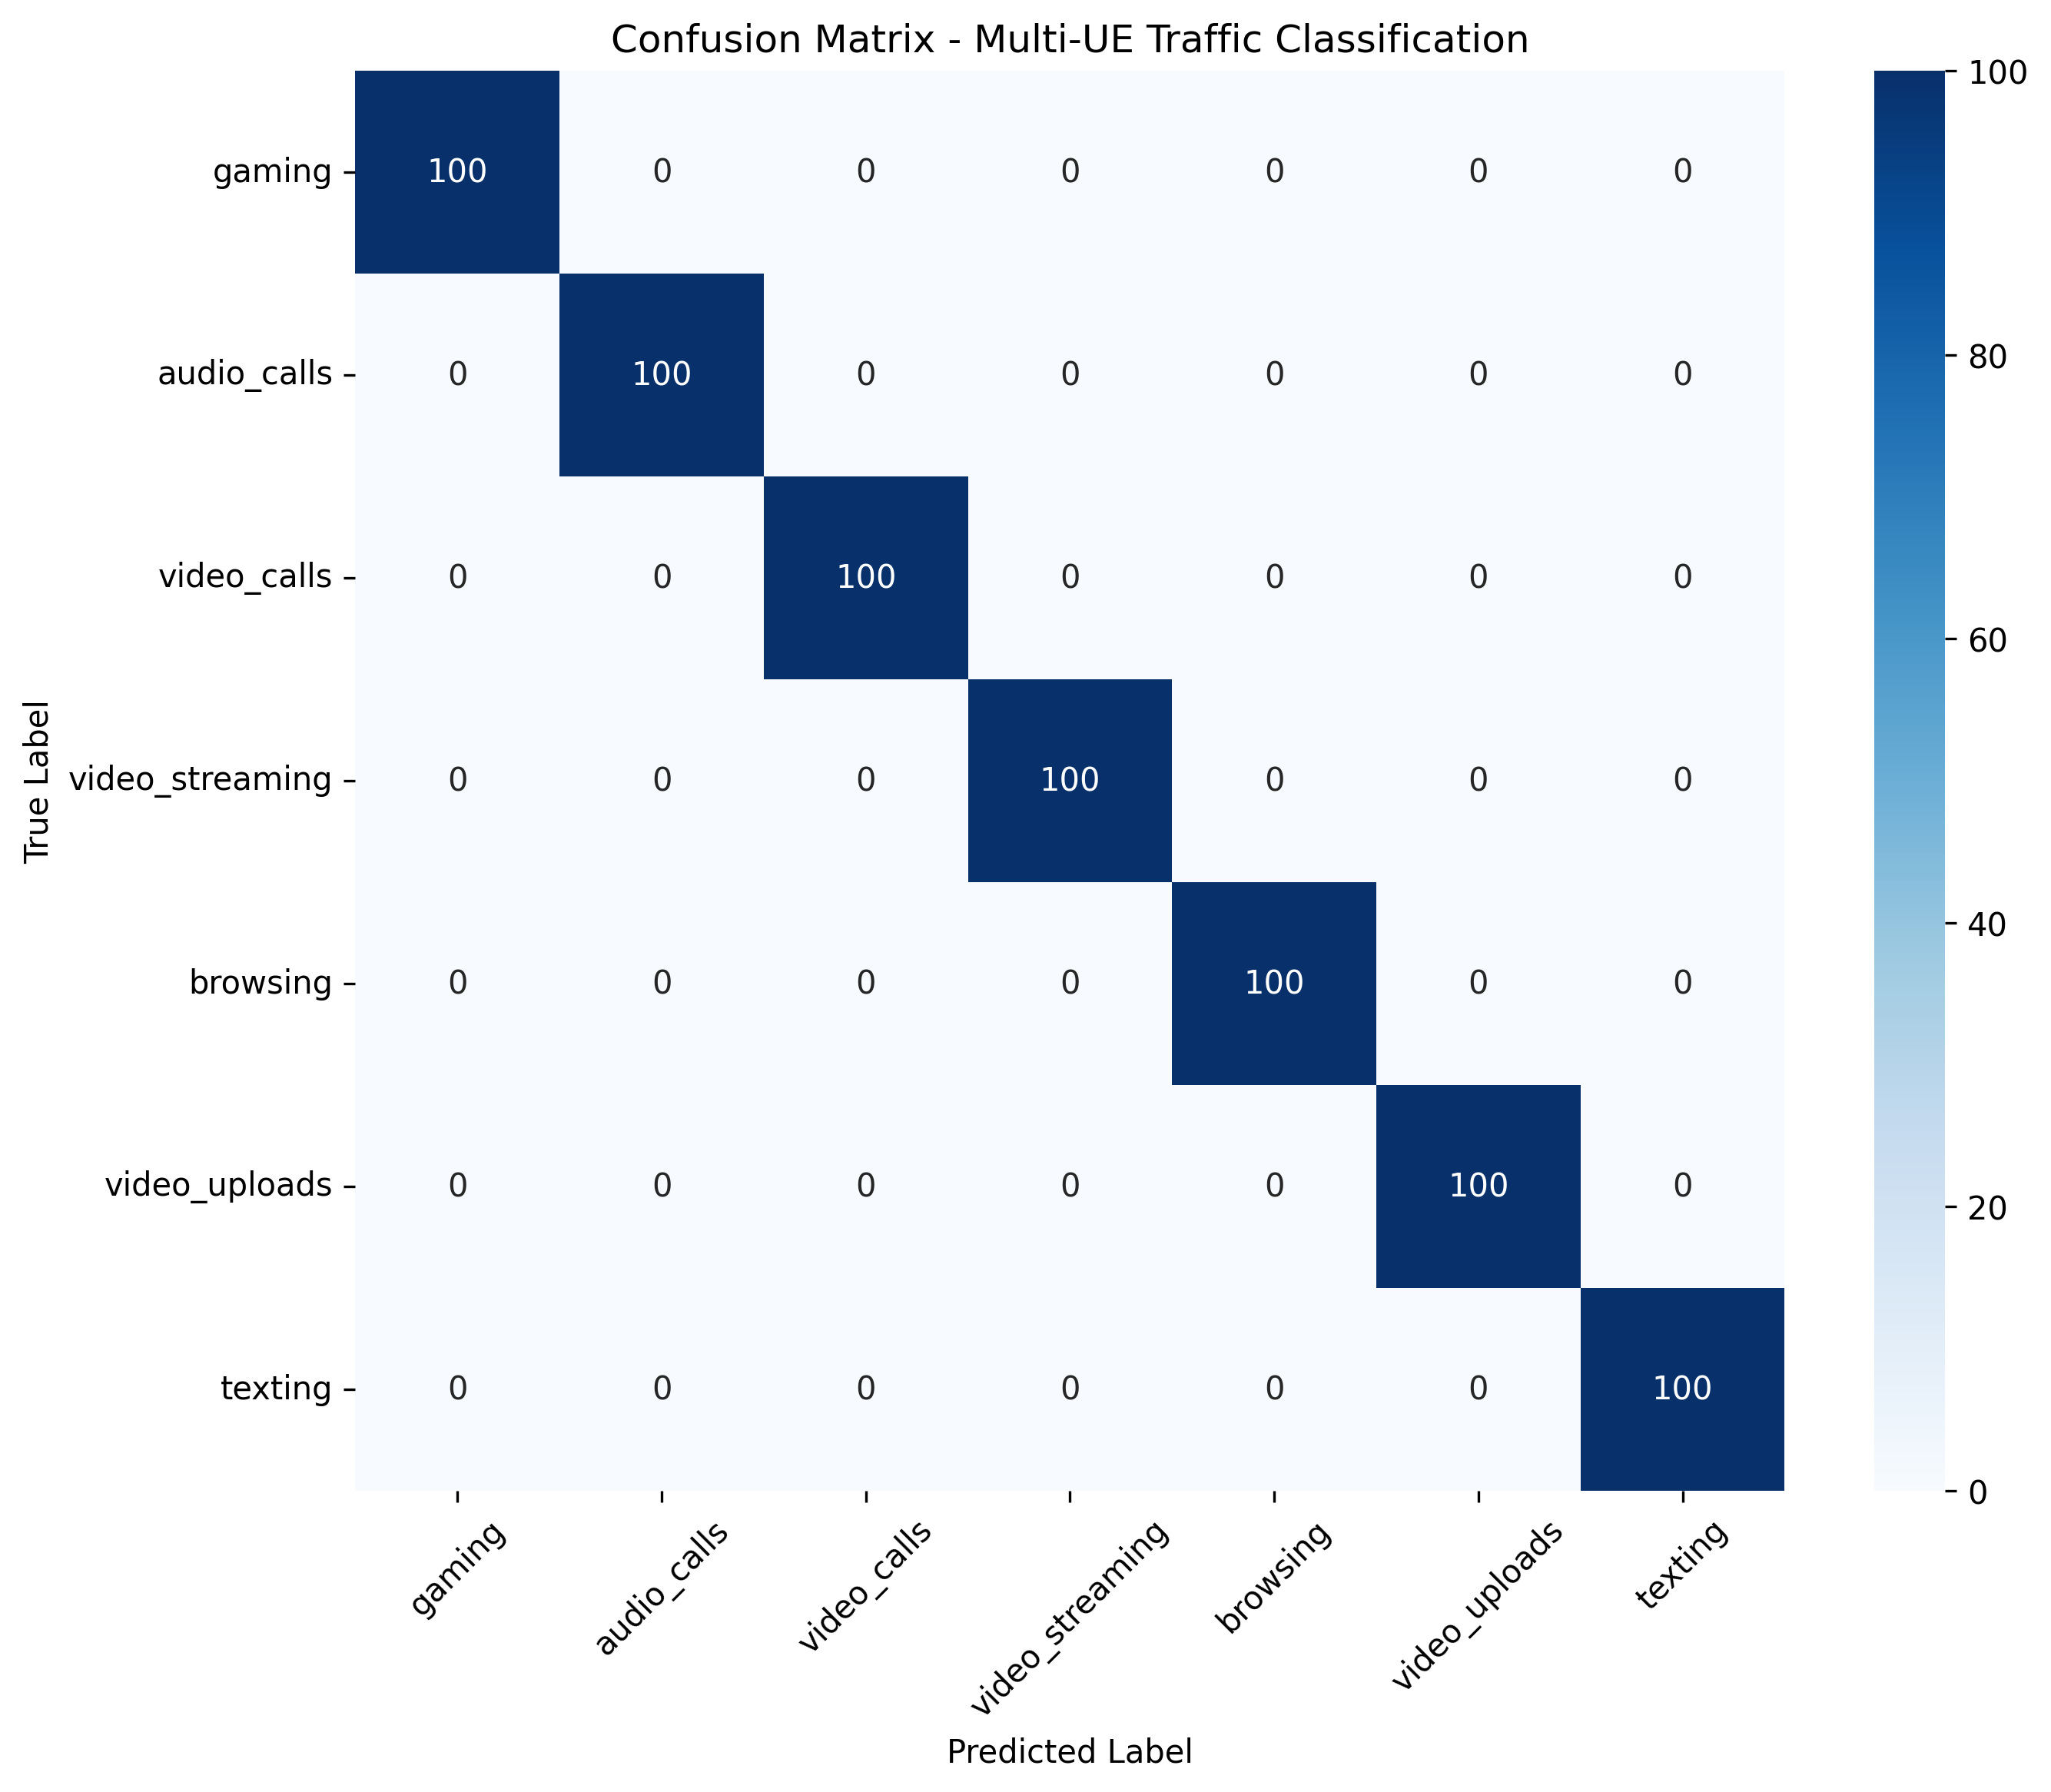 Confusion Matrix - Multi-UE Traffic Classification
True Label
gaming 100 0 0 0 0 0 0
audio_calls 0 100 0 0 0 0 0
video_calls 0 0 100 0 0 0 0
video_streaming 0 0 0 100 0 0 0
browsing 0 0 0 0 100 0 0
video_uploads 0 0 0 0 0 100 0
texting 0 0 0 0 0 0 100
gaming audio_calls video_calls video_streaming browsing video_uploads texting
Predicted Label
100
80
60
40
20
0